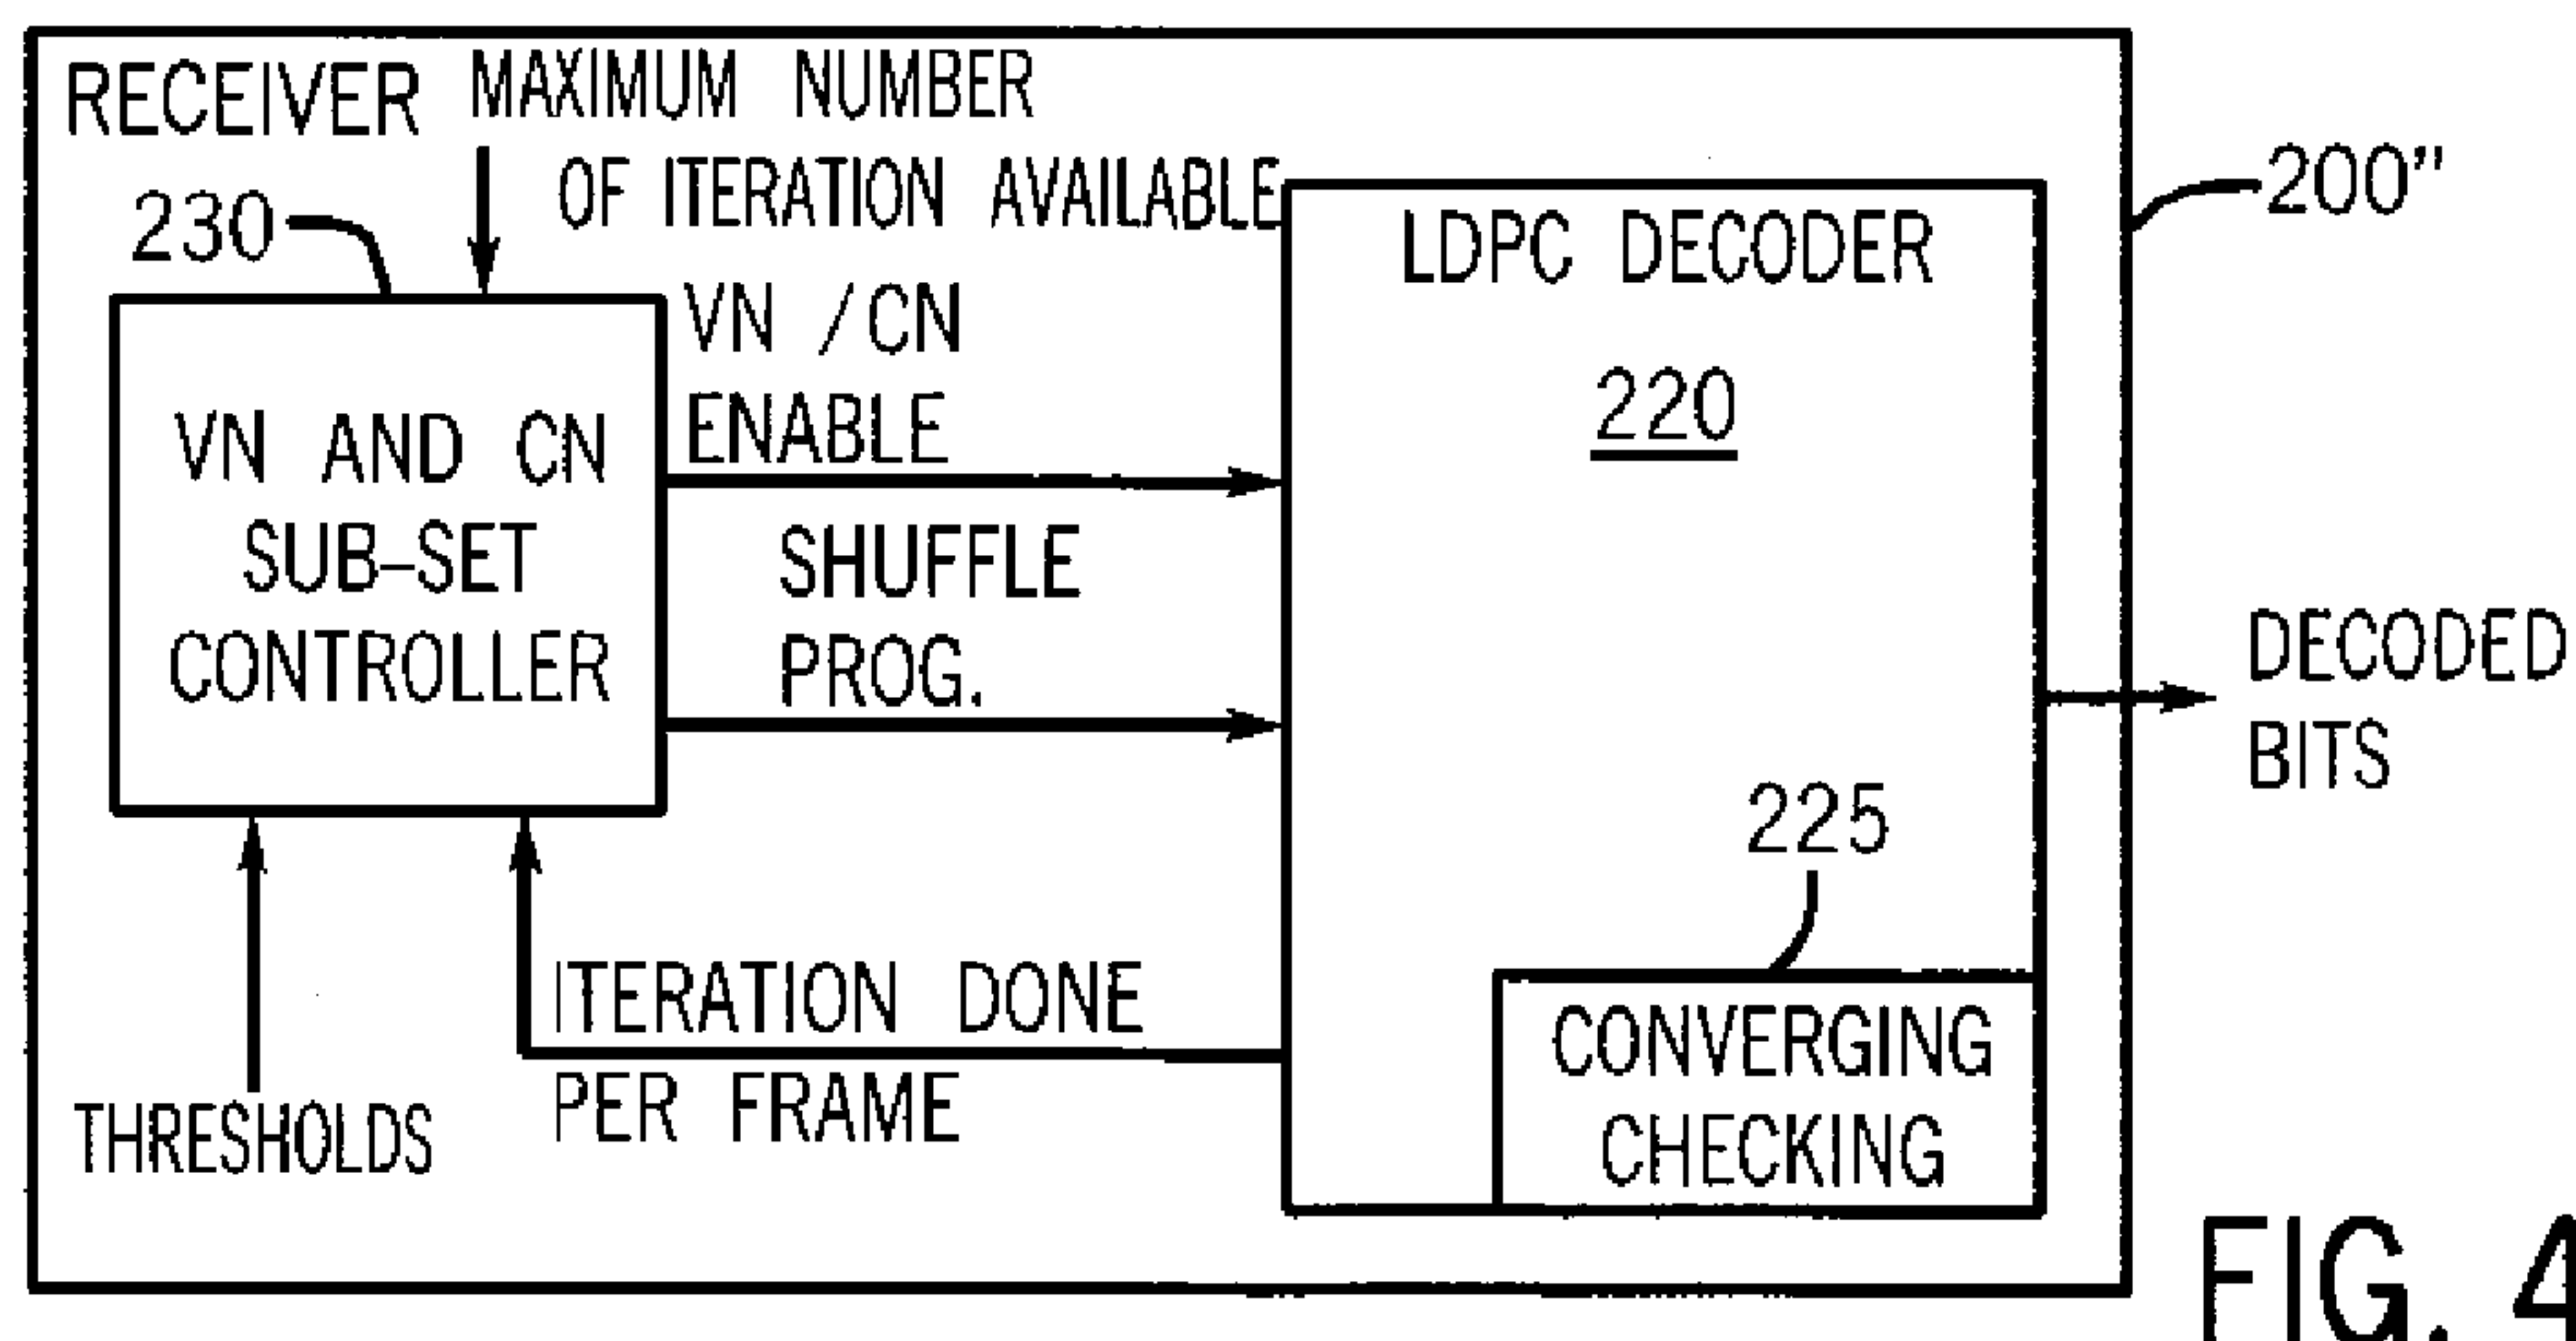 RECEIVER
MAXIMUM NUMBER
OF ITERATION AVAILABLE
230
200"
LDPC DECODER
220
VN /CN
ENABLE
VN AND CN
SUB-SET
CONTROLLER
SHUFFLE
PROG.
DECODED
BITS
225
ITERATION DONE
PER FRAME
CONVERGING
CHECKING
THRESHOLDS
FIG. 4